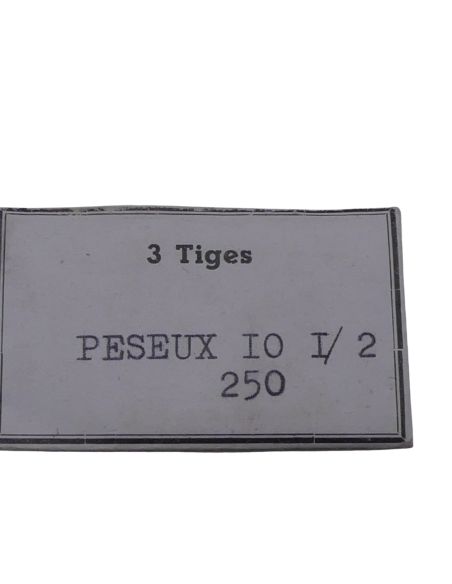 3 Tiges
PESEUX IO I/2
250